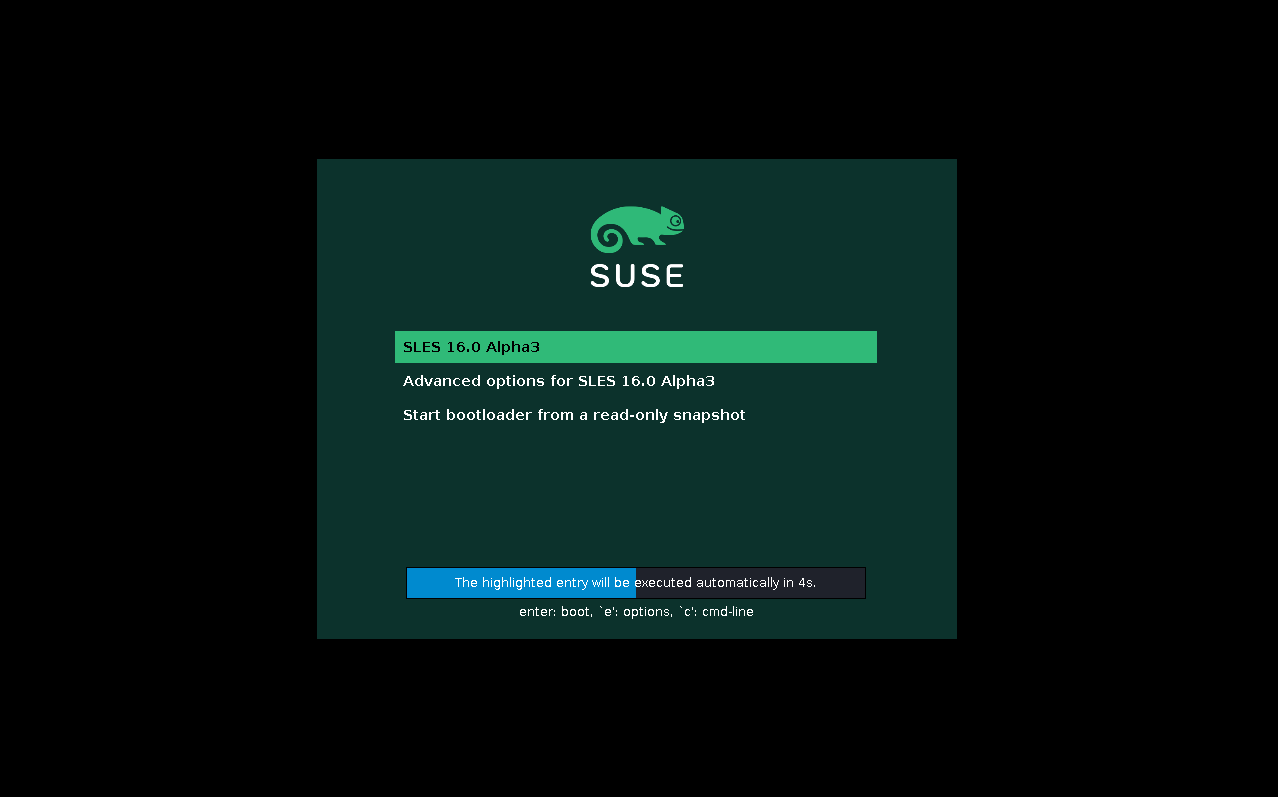 SUSE
SLES 16.0 Alpha3
Advanced options for SLES 16.0 Alpha3
Start bootloader from a read-only snapshot
The highlighted entry will be executed automatically in 4s.
enter: boot, `e': options, `c': cmd-line